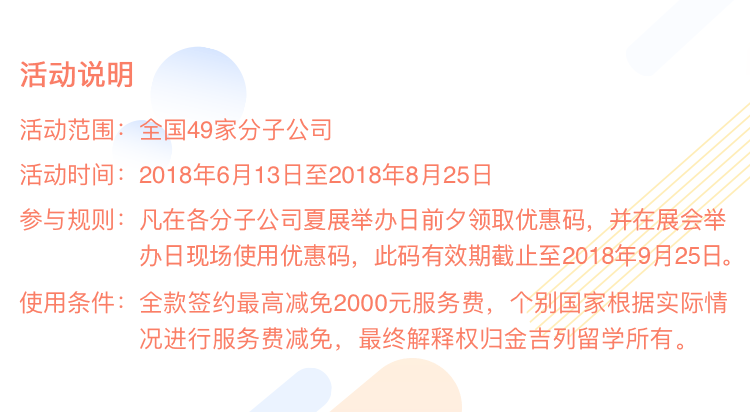 活动说明
活动范围：全国49家分子公司
活动时间：2018年6月13日至2018年8月25日
参与规则：凡在各分子公司夏展举办日前夕领取优惠码，并在展会举
办日现场使用优惠码，此码有效期截止至2018年9月25日。
使用条件：全款签约最高减免2000元服务费，个别国家根据实际情
况进行服务费减免，最终解释权归金吉列留学所有。